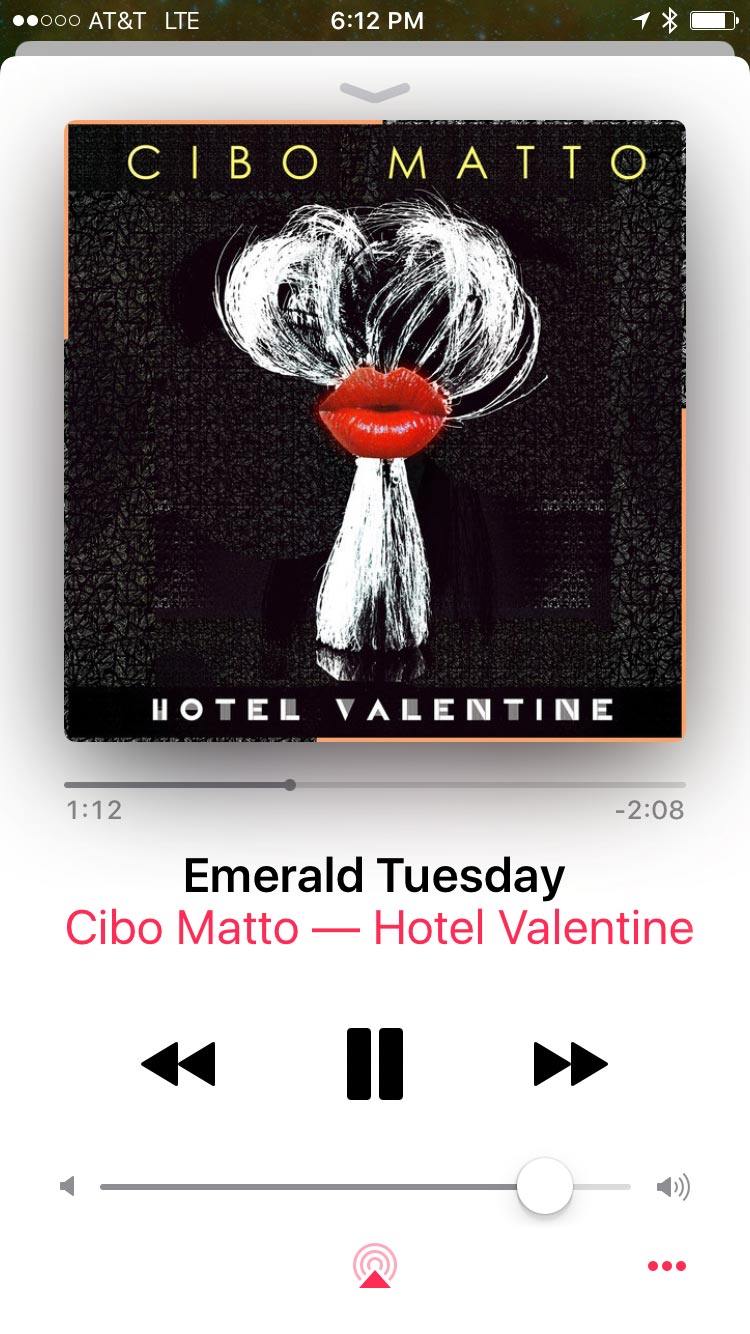 AT&T LTE 6:12 PM
CIBO MATTO
HOTEL VALENTINE
1:12 -2:08
Emerald Tuesday
Cibo Matto — Hotel Valentine